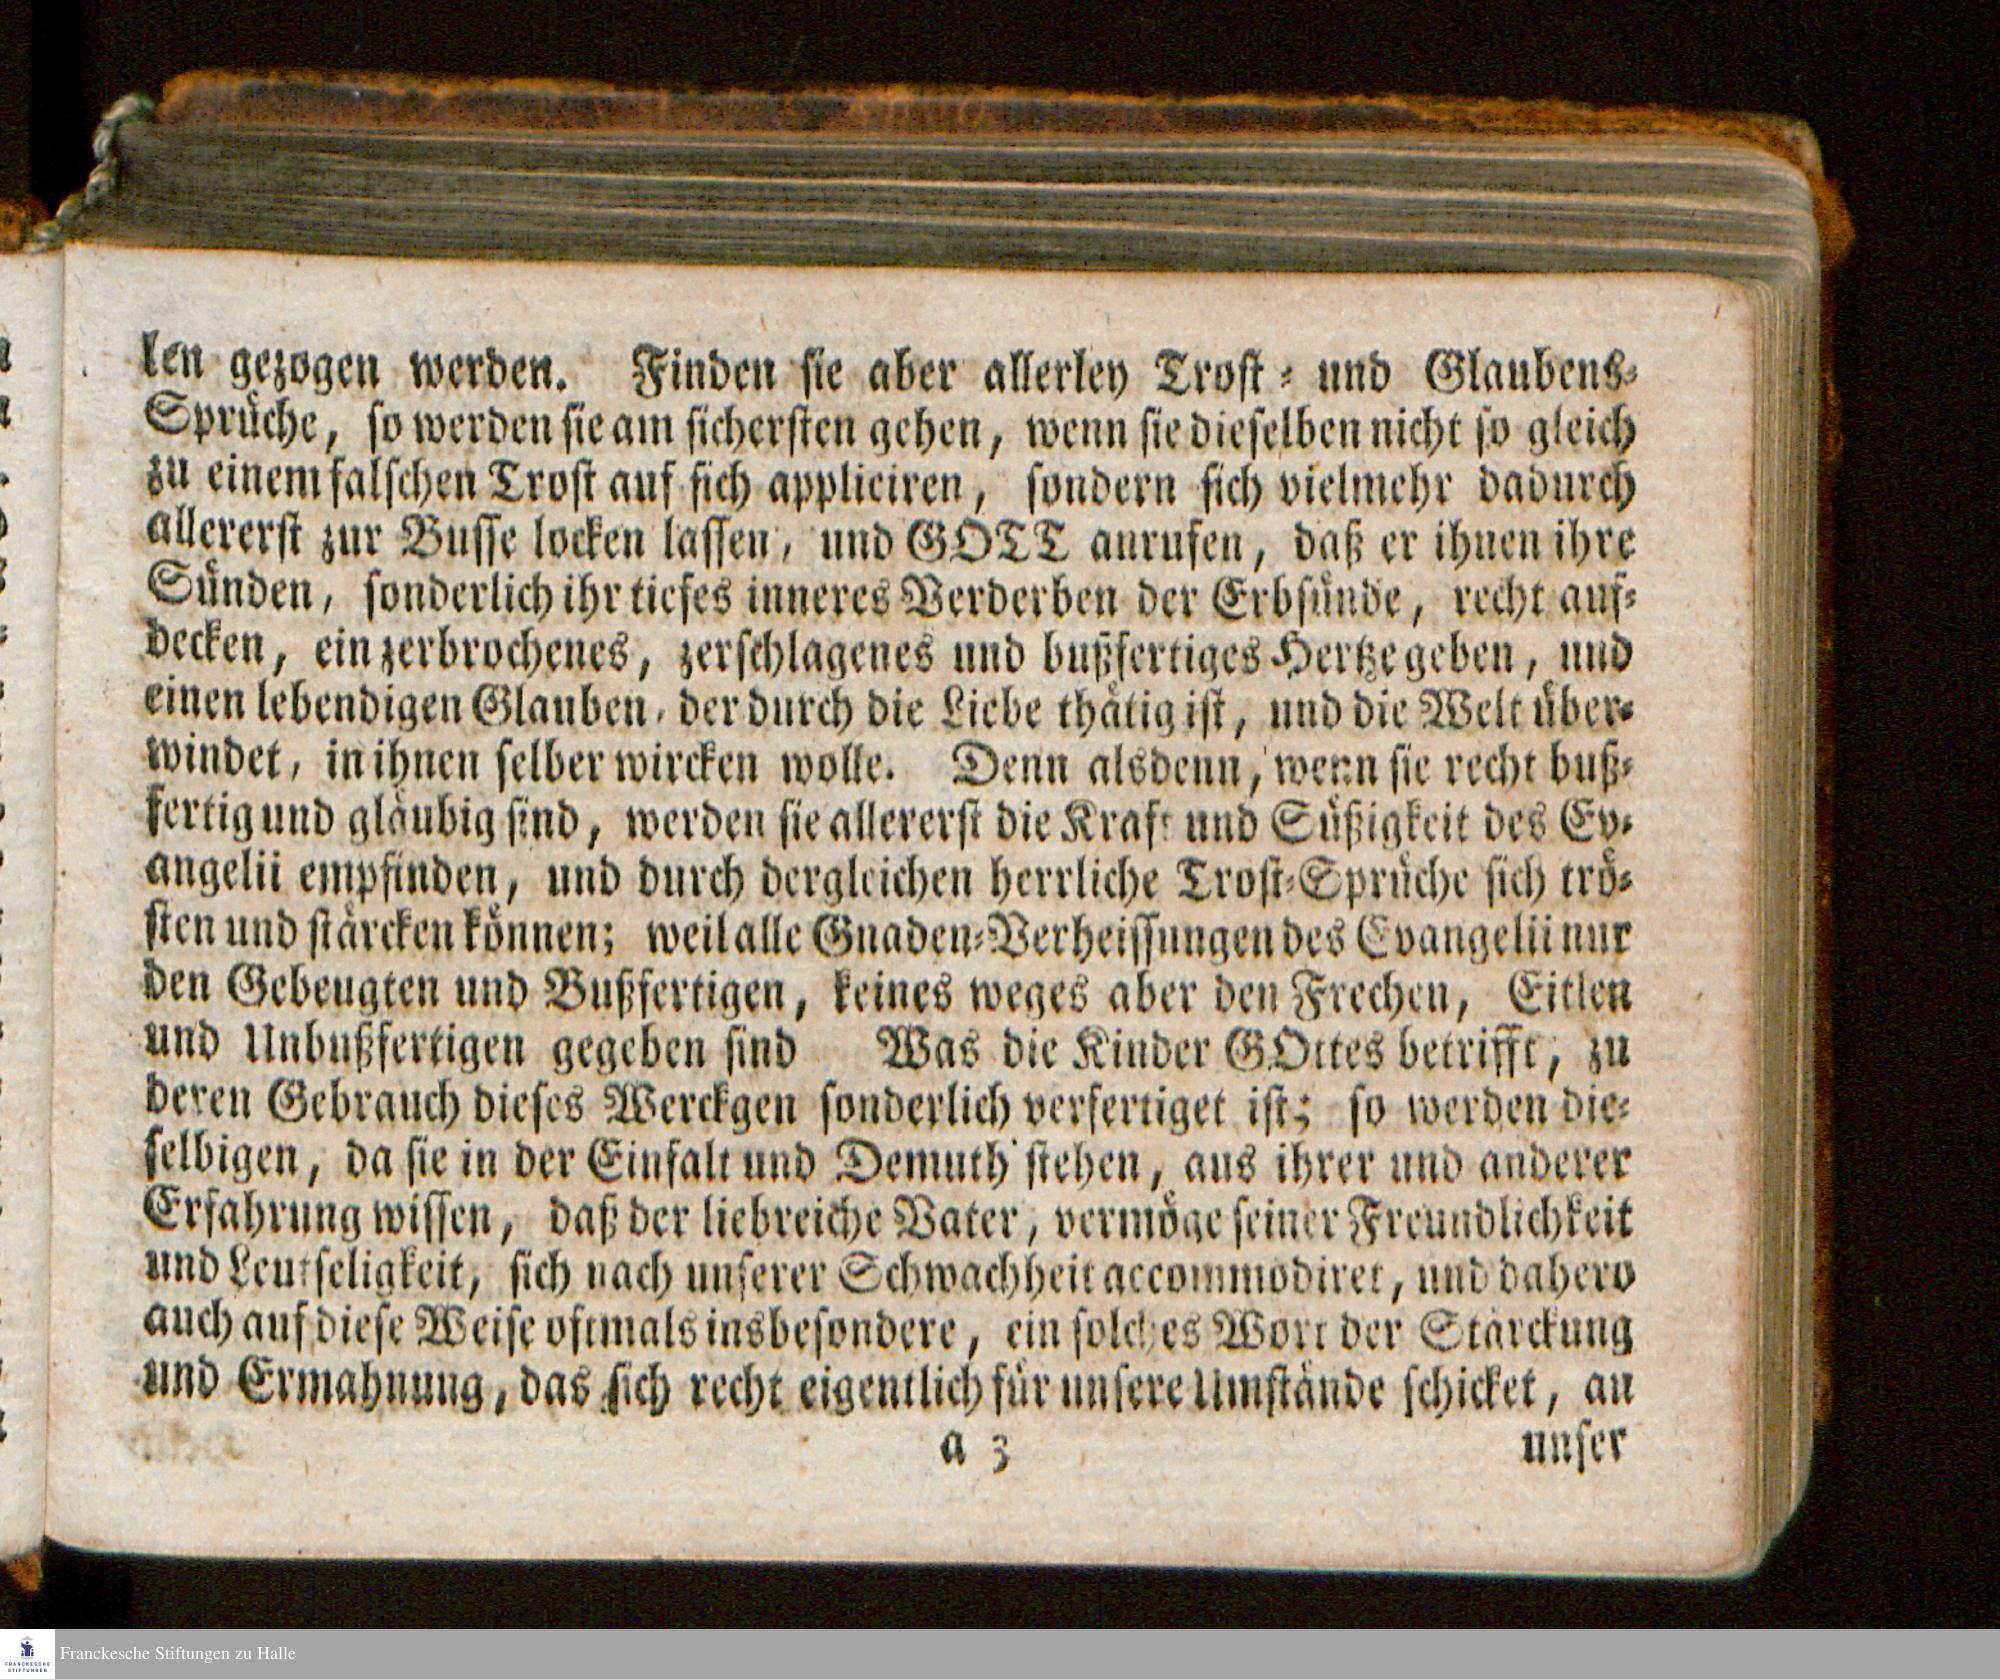 len gezogen werden. Finden sie aber allerley Trost- und Glaubens-
Sprüche, so werden sie am sichersten gehen, wenn sie dieselben nicht so gleich
zu einem falschen Trost auf sich appliciren, sondern sich vielmehr dadurch
allererst zur Busse locken lassen, und GOTT anrufen, daß er ihnen ihre
Sünden, sonderlich ihr tiefes inneres Verderben der Erbsünde, recht auf-
decken, ein zerbrochenes, zerschlagenes und bußfertiges Hertze geben, und
einen lebendigen Glauben, der durch die Liebe thätig ist, und die Welt über-
windet, in ihnen selber wircken wolle. Denn alsdenn, wenn sie recht buß-
fertig und gläubig sind, werden sie allererst die Kraft und Süßigkeit des Ev-
angelii empfinden, und durch dergleichen herrliche Trost-Sprüche sich trö-
sten und stärcken können; weil alle Gnaden-Verheissungen des Evangelii nur
den Gebeugten und Bußfertigen, keines weges aber den Frechen, Eitlen
und Unbußfertigen gegeben sind Was die Kinder GOttes betrifft, zu
deren Gebrauch dieses Werckgen sonderlich verfertiget ist; so werden die-
selbigen, da sie in der Einfalt und Demuth stehen, aus ihrer und anderer
Erfahrung wissen, daß der liebreiche Vater, vermöge seiner Freundlichkeit
und Leutseligkeit, sich nach unserer Schwachheit accommodiret, und dahero
auch auf diese Weise oftmals insbesondere, ein solches Wort der Stärckung
und Ermahnung, das sich recht eigentlich für unsere Umstände schicket, an
a 3 unser
FRANCKESCHE STIFTUNGEN
Franckesche Stiftungen zu Halle